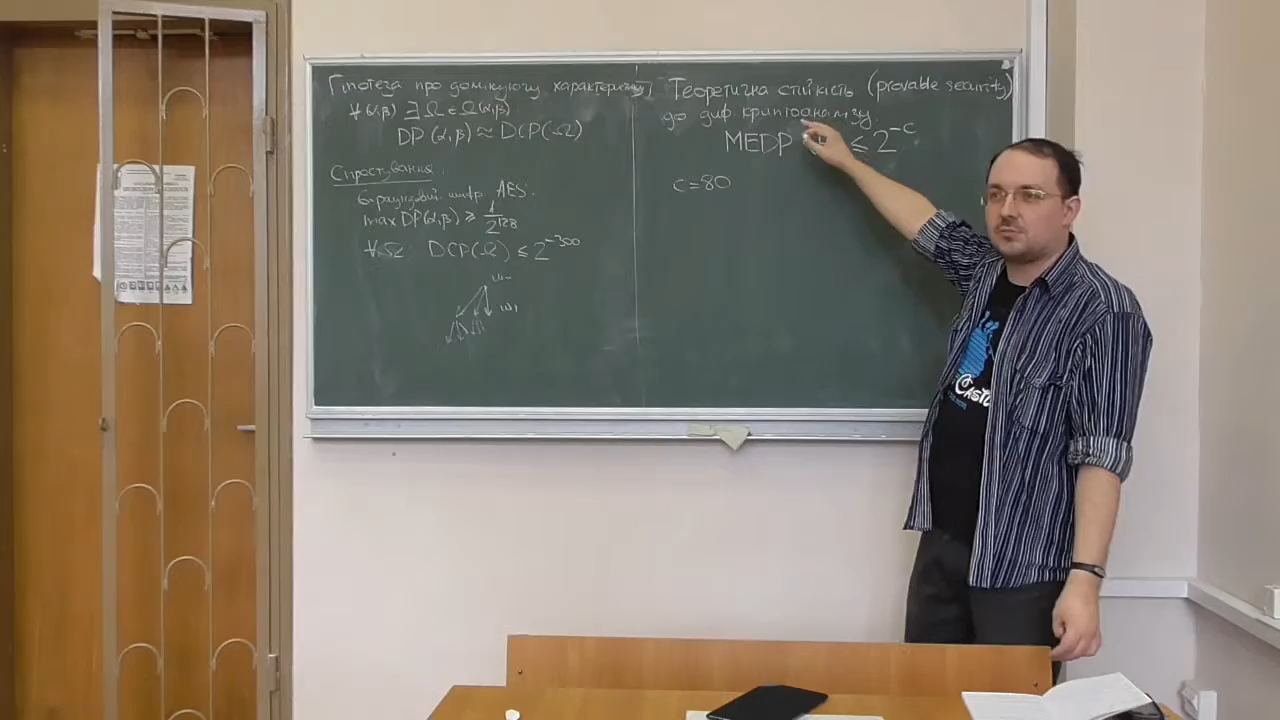 Гіпотеза про домінуючу характеристику
∀(α,β) ∃ Ω ∈ Ω(α,β)
DP(α,β) ≈ DCP(Ω)
Спростування.
6-раундовий шифр AES.
max DP(α,β) ≥ 1/2^128
∀Ω DCP(Ω) ≤ 2^-300
Теоретична стійкість (provable security)
до диф. криптоаналізу.
MEDP ≤ 2^-c
c=80